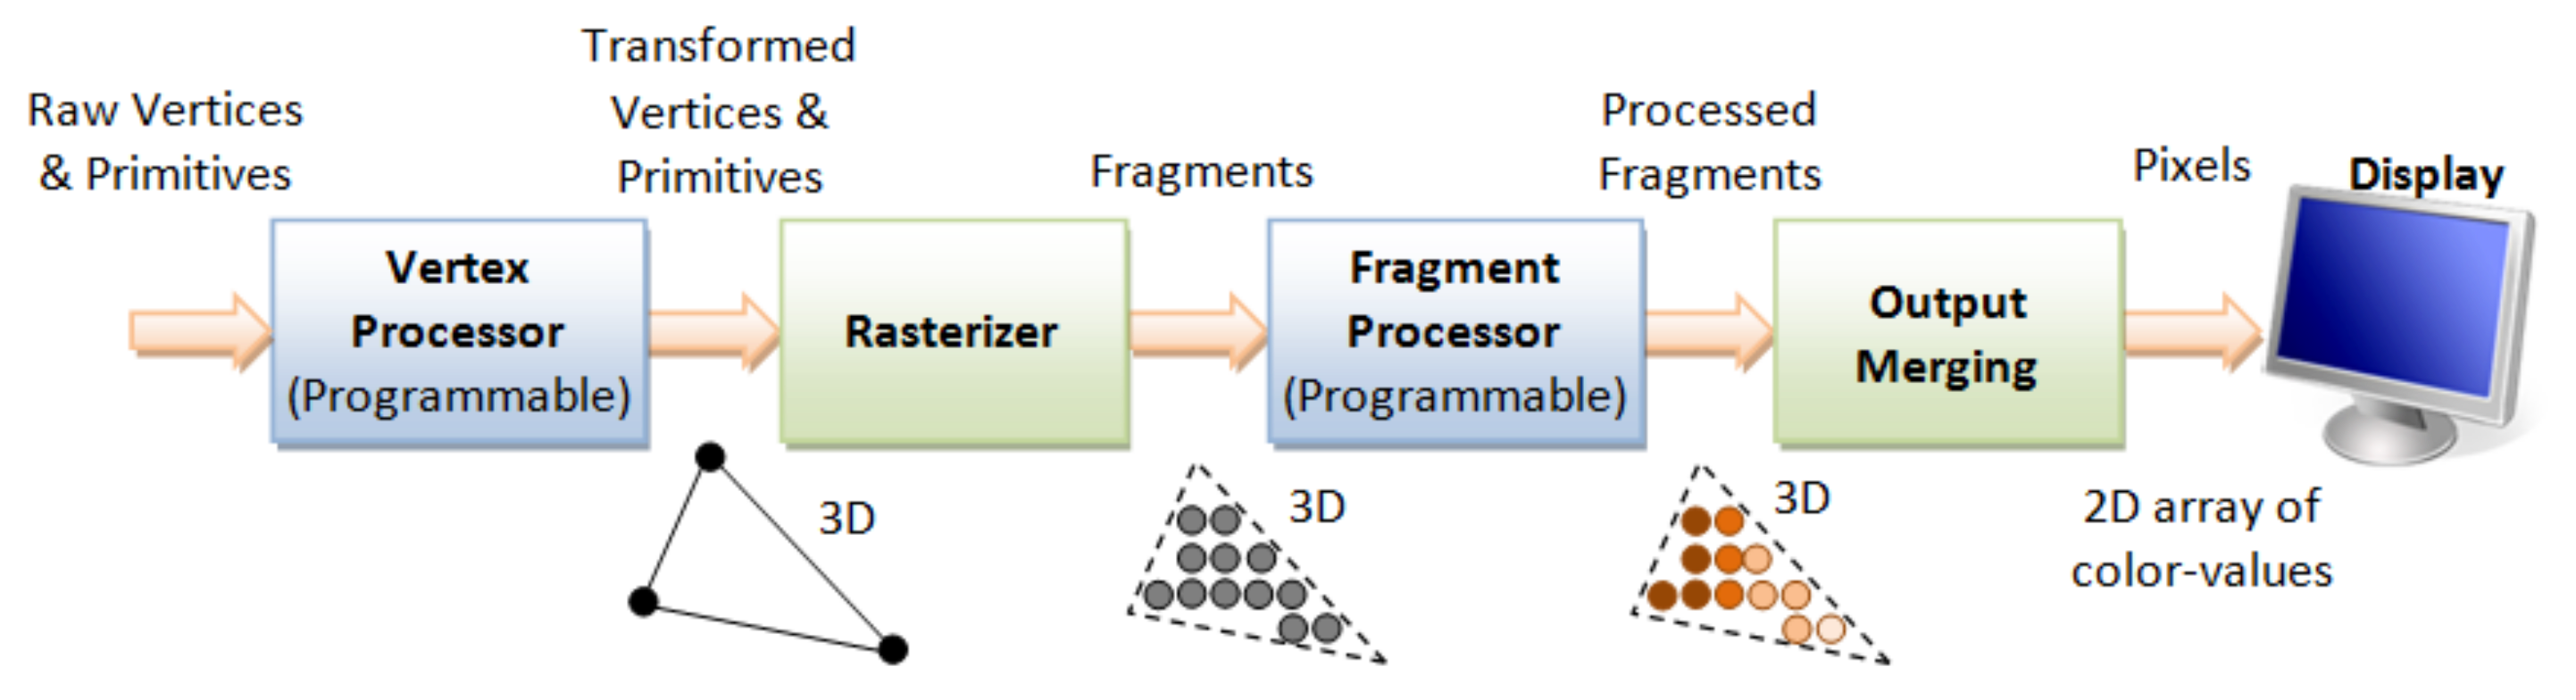 Raw Vertices
& Primitives
Transformed
Vertices &
Primitives
Fragments
Processed
Fragments
Pixels
Display
Vertex
Processor
(Programmable)
Rasterizer
Fragment
Processor
(Programmable)
Output
Merging
3D
3D
3D
2D array of
color-values